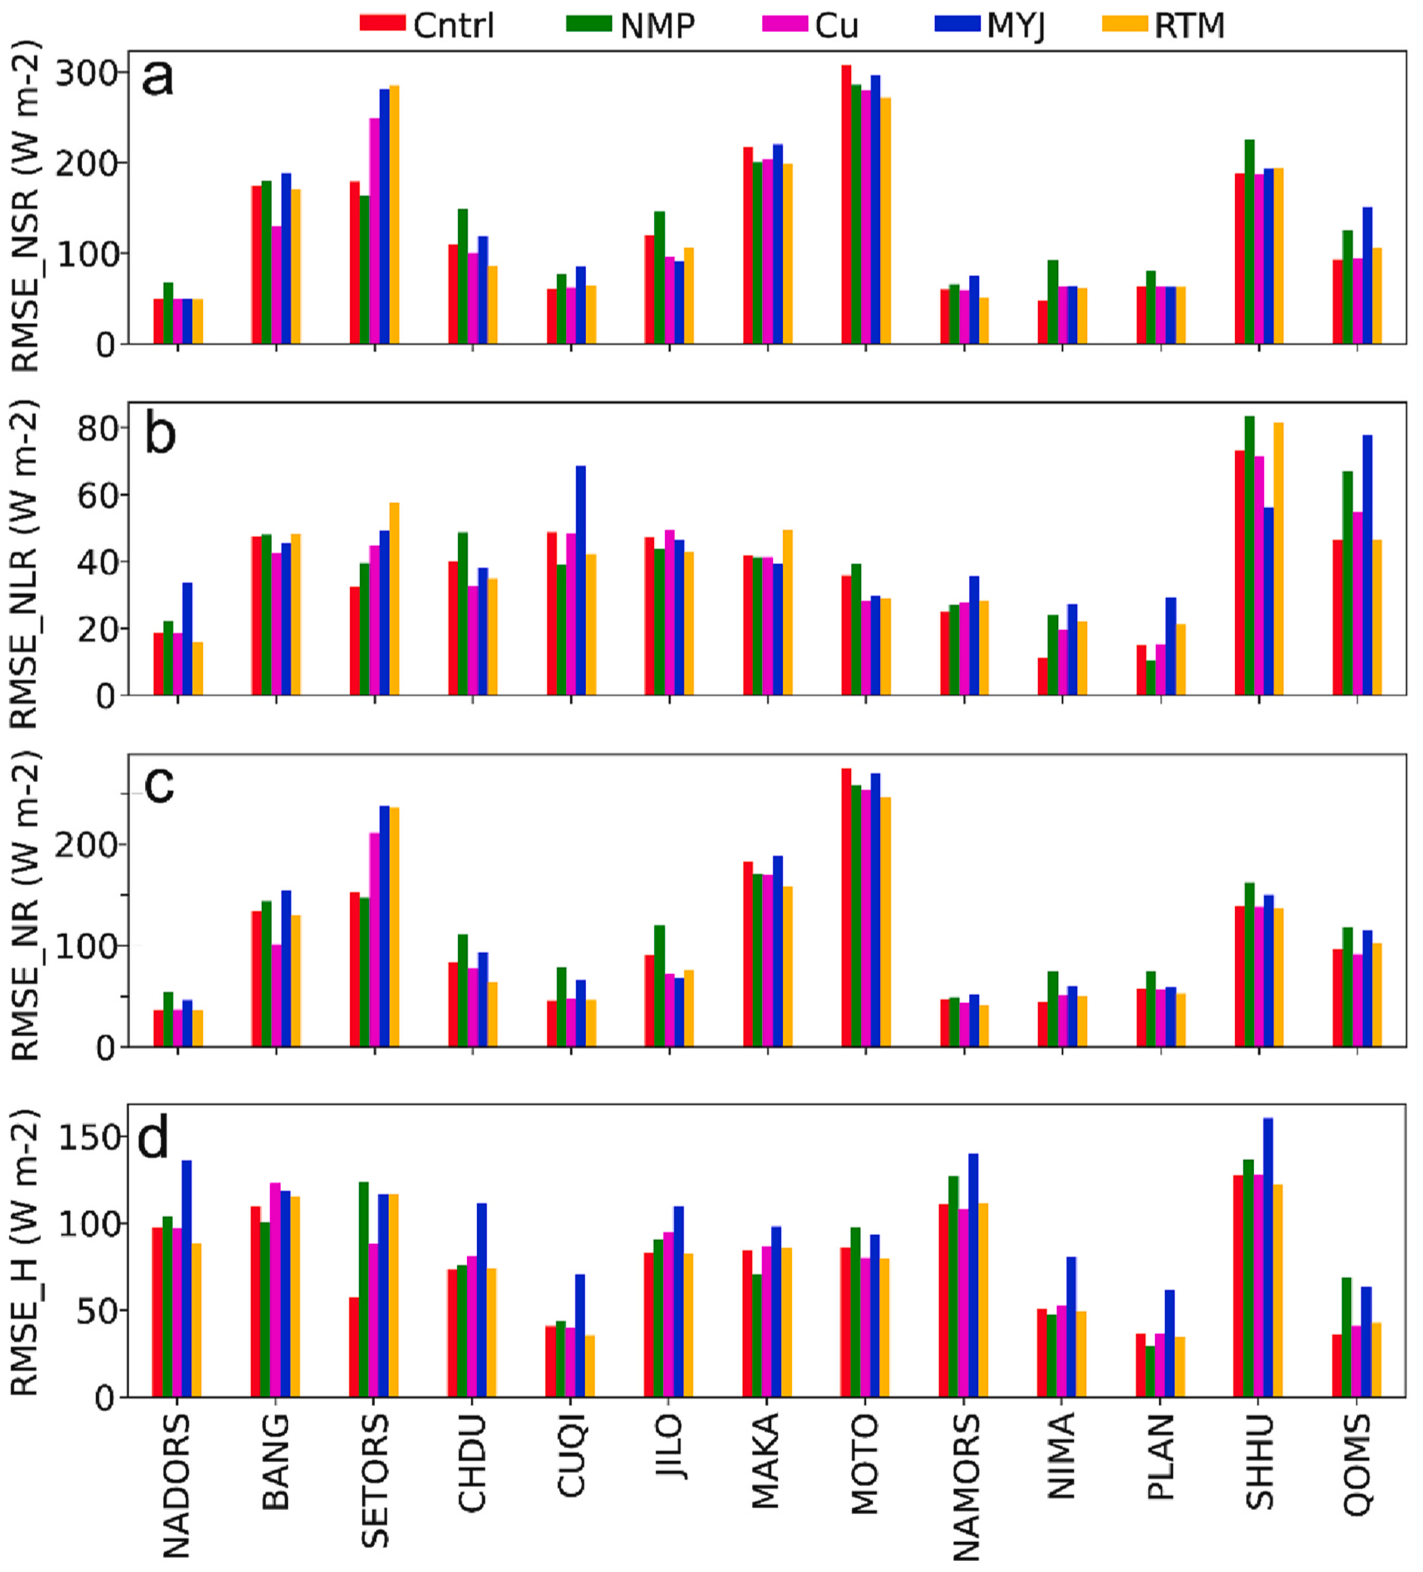 Cntrl NMP Cu MYJ RTM
a
RMSE_NSR (W m-2)
300
200
100
0
b
RMSE_NLR (W m-2)
80
60
40
20
0
c
RMSE_NR (W m-2)
200
100
0
d
RMSE_H (W m-2)
150
100
50
0
NADORS BANG SETORS CHDU CUQI JILO MAKA MOTO NAMORS NIMA PLAN SHHU QOMS